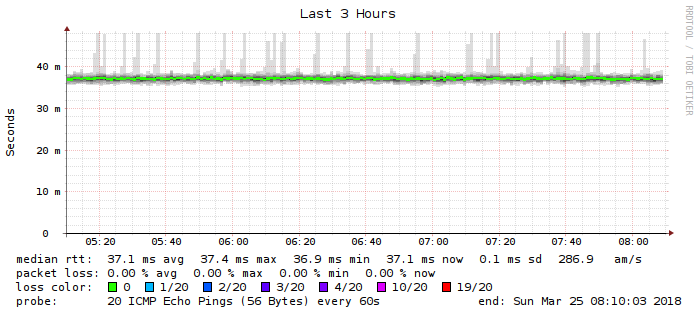 Last 3 Hours
RRDTOOL / TOBI OETIKER
Seconds
40 m
30 m
20 m
10 m
0
05:20 05:40 06:00 06:20 06:40 07:00 07:20 07:40 08:00
median rtt: 37.1 ms avg 37.4 ms max 36.9 ms min 37.1 ms now 0.1 ms sd 286.9 am/s
packet loss: 0.00 % avg 0.00 % max 0.00 % min 0.00 % now
loss color: 0 1/20 2/20 3/20 4/20 10/20 19/20
probe: 20 ICMP Echo Pings (56 Bytes) every 60s end: Sun Mar 25 08:10:03 2018